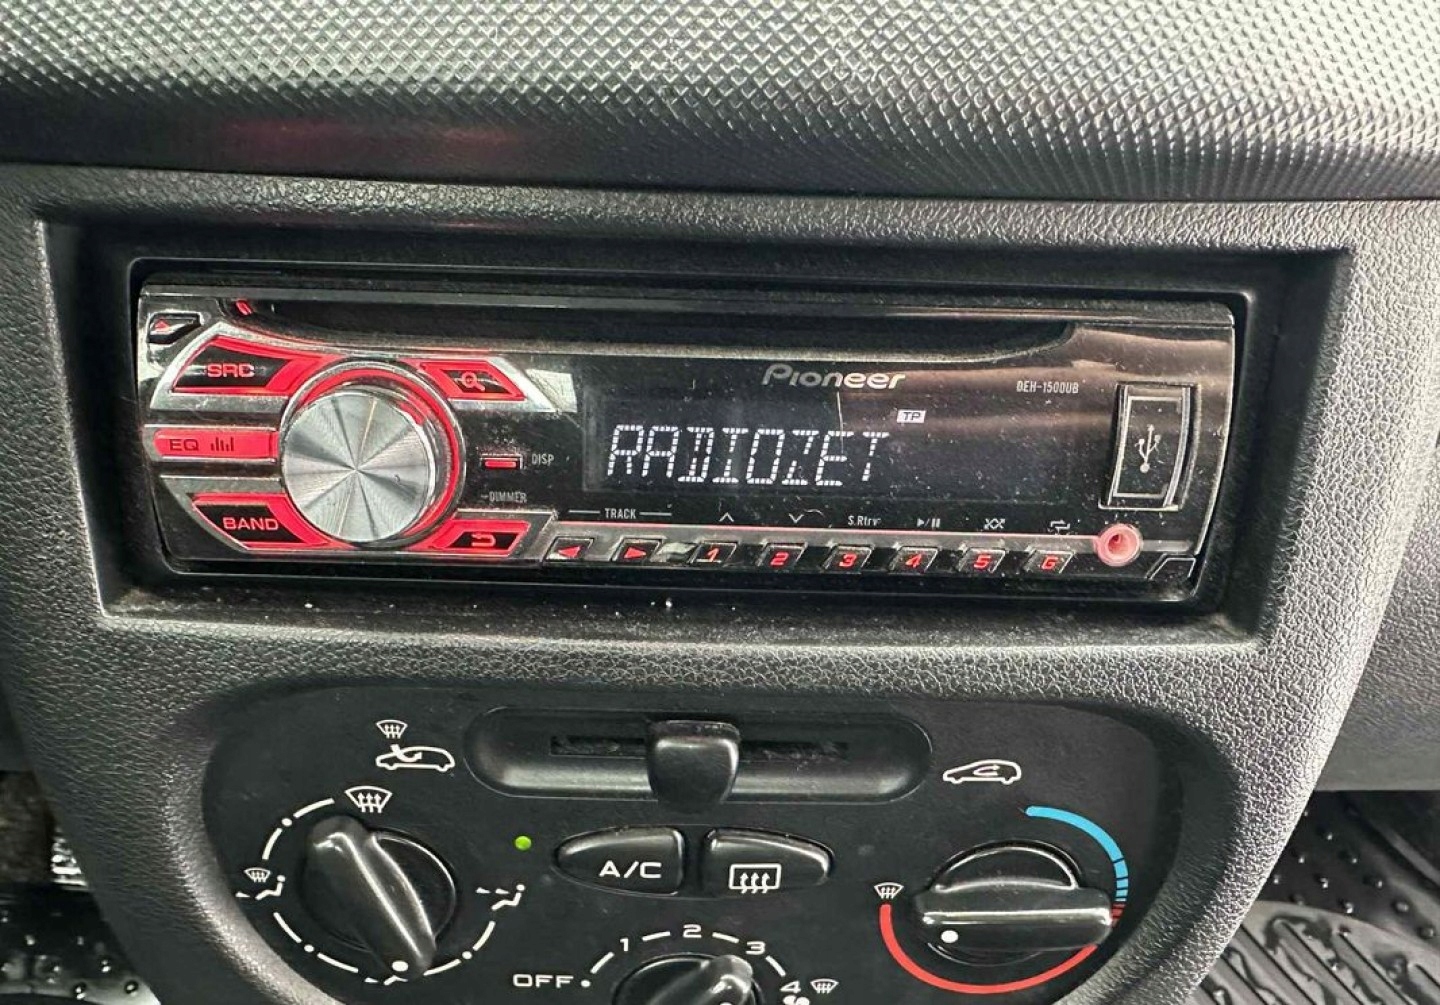 Pioneer
DEH-1500UB
SRC
TP
RADIOZET
EQ
DISP
DIMMER
BAND
TRACK
S.Rtrv
1 2 3 4 5 6
A/C
OFF 1 2 3 4